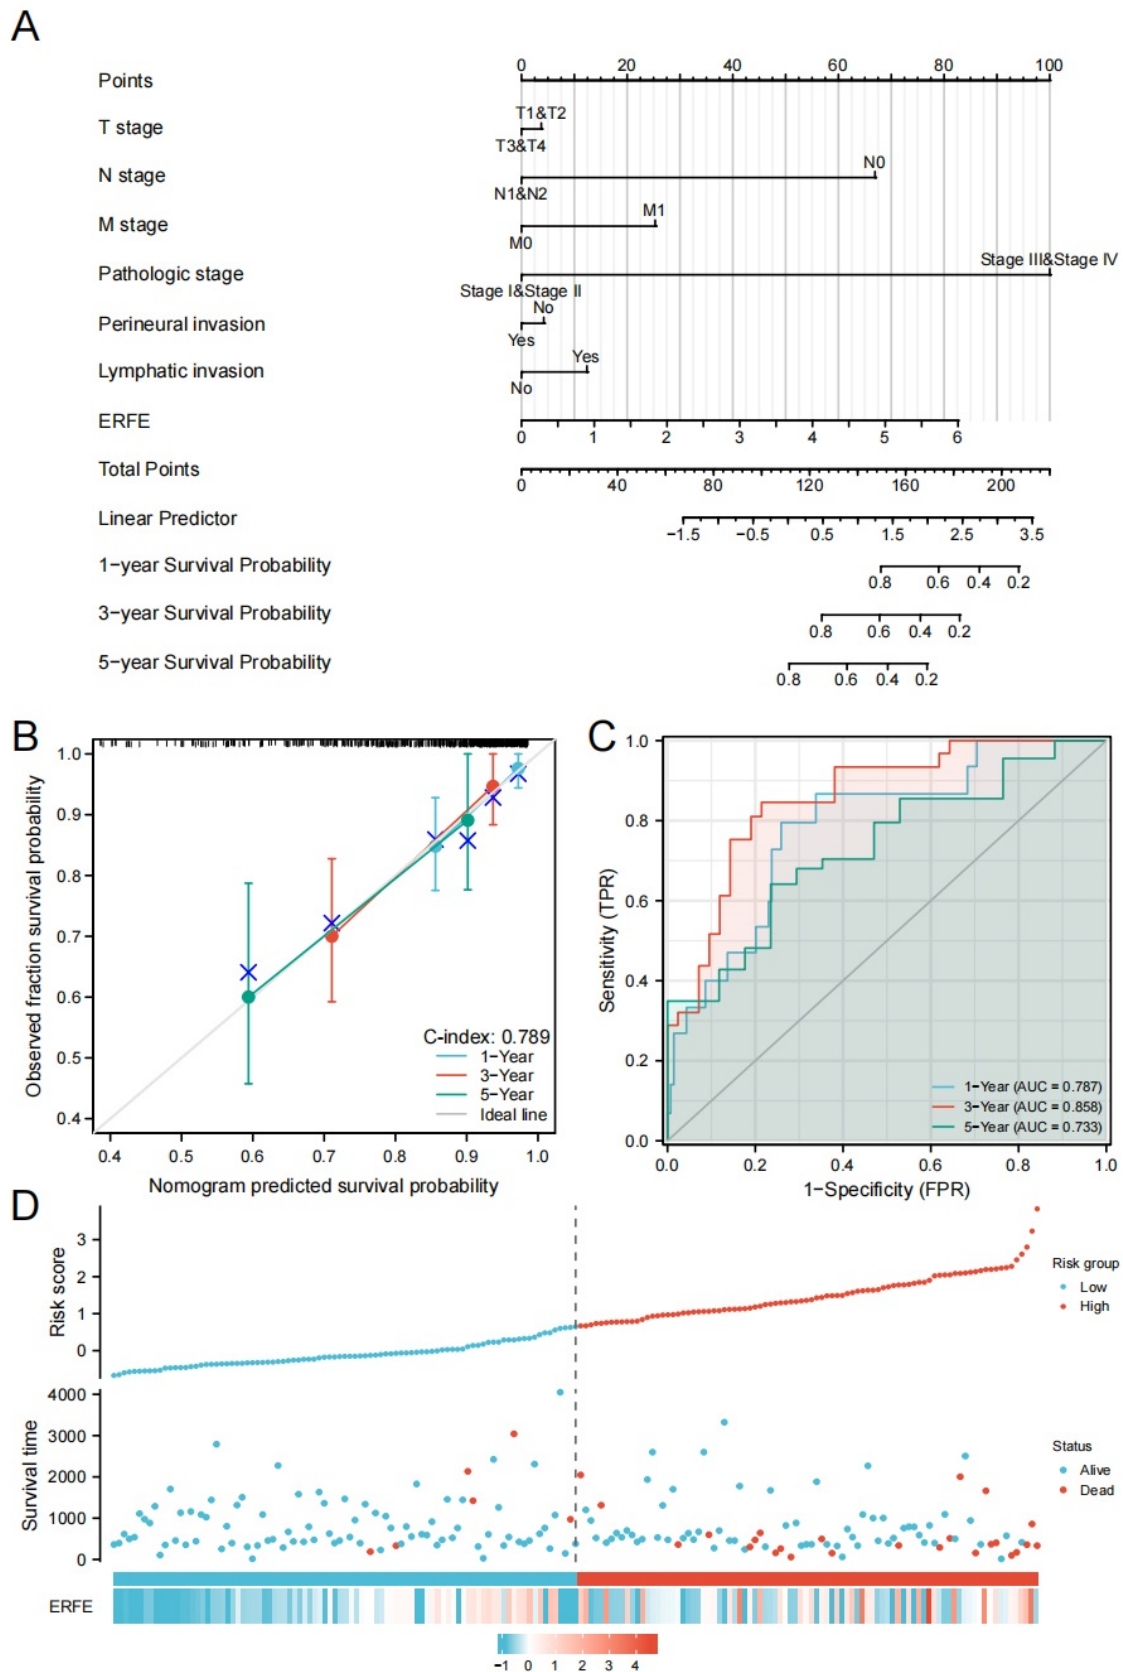 A
Points
0 20 40 60 80 100
T stage
T1&T2
T3&T4
N stage
N0
N1&N2
M stage
M1
M0
Pathologic stage
Stage III&Stage IV
Stage I&Stage II
Perineural invasion
No
Yes
Lymphatic invasion
Yes
No
ERFE
0 1 2 3 4 5 6
Total Points
0 40 80 120 160 200
Linear Predictor
−1.5 −0.5 0.5 1.5 2.5 3.5
1−year Survival Probability
0.8 0.6 0.4 0.2
3−year Survival Probability
0.8 0.6 0.4 0.2
5−year Survival Probability
0.8 0.6 0.4 0.2
B
Observed fraction survival probability
1.0
0.9
0.8
0.7
0.6
0.5
0.4
C-index: 0.789
1−Year
3−Year
5−Year
Ideal line
0.4 0.5 0.6 0.7 0.8 0.9 1.0
Nomogram predicted survival probability
C
Sensitivity (TPR)
1.0
0.8
0.6
0.4
0.2
0.0
1−Year (AUC = 0.787)
3−Year (AUC = 0.858)
5−Year (AUC = 0.733)
0.0 0.2 0.4 0.6 0.8 1.0
1−Specificity (FPR)
D
Risk score
3
2
1
0
Risk group
Low
High
Survival time
4000
3000
2000
1000
0
Status
Alive
Dead
ERFE
−1 0 1 2 3 4